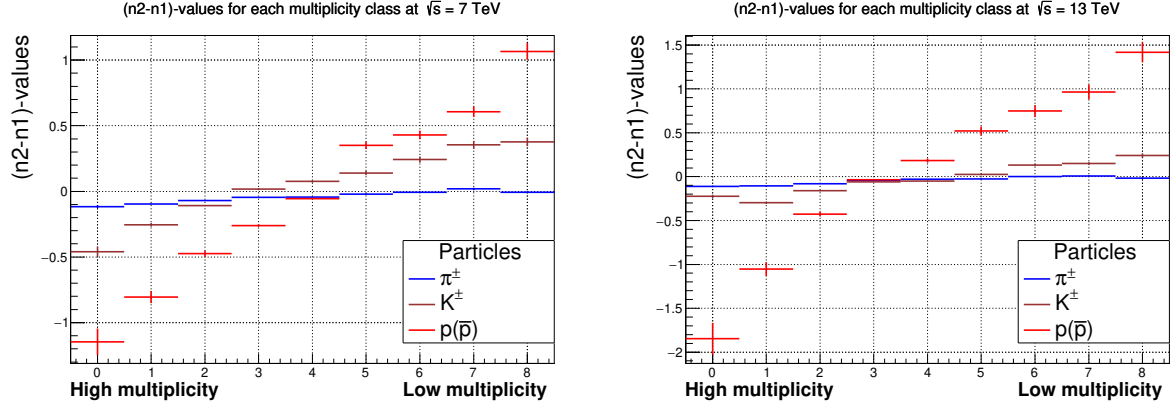 (n2-n1)-values for each multiplicity class at √s = 7 TeV
(n2-n1)-values
1
0.5
0
−0.5
−1
0 1 2 3 4 5 6 7 8
High multiplicity Low multiplicity
Particles
π±
K±
p(p̅)
(n2-n1)-values for each multiplicity class at √s = 13 TeV
(n2-n1)-values
1.5
1
0.5
0
−0.5
−1
−1.5
−2
0 1 2 3 4 5 6 7 8
High multiplicity Low multiplicity
Particles
π±
K±
p(p̅)